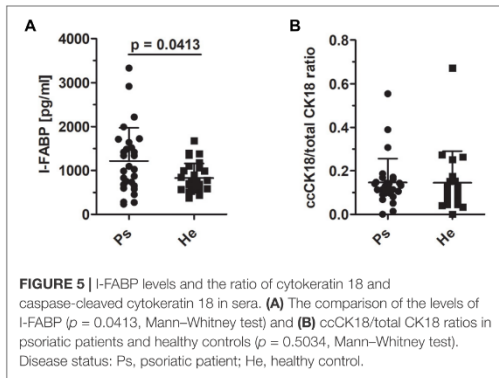 A
p = 0.0413
I-FABP [pg/ml]
4000
3000
2000
1000
0
Ps
He
B
ccCK18/total CK18 ratio
0.8
0.6
0.4
0.2
0.0
Ps
He
FIGURE 5 | I-FABP levels and the ratio of cytokeratin 18 and
caspase-cleaved cytokeratin 18 in sera. (A) The comparison of the levels of
I-FABP (p = 0.0413, Mann–Whitney test) and (B) ccCK18/total CK18 ratios in
psoriatic patients and healthy controls (p = 0.5034, Mann–Whitney test).
Disease status: Ps, psoriatic patient; He, healthy control.